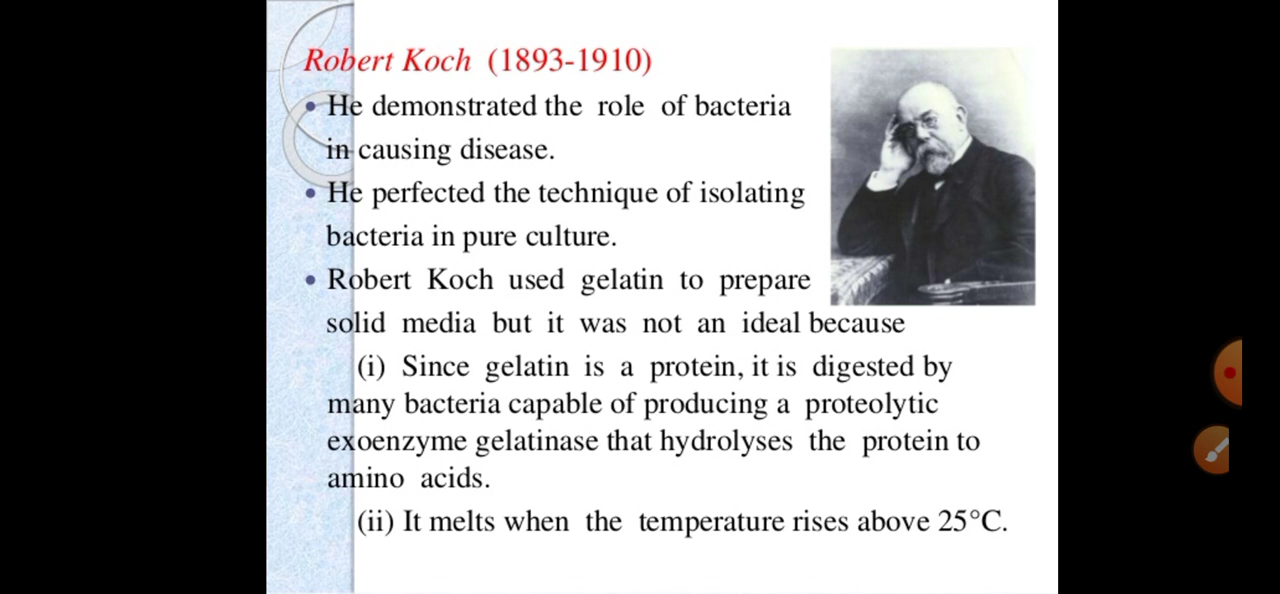 Robert Koch (1893-1910)
• He demonstrated the role of bacteria
in causing disease.
• He perfected the technique of isolating
bacteria in pure culture.
• Robert Koch used gelatin to prepare
solid media but it was not an ideal because
(i) Since gelatin is a protein, it is digested by
many bacteria capable of producing a proteolytic
exoenzyme gelatinase that hydrolyses the protein to
amino acids.
(ii) It melts when the temperature rises above 25°C.